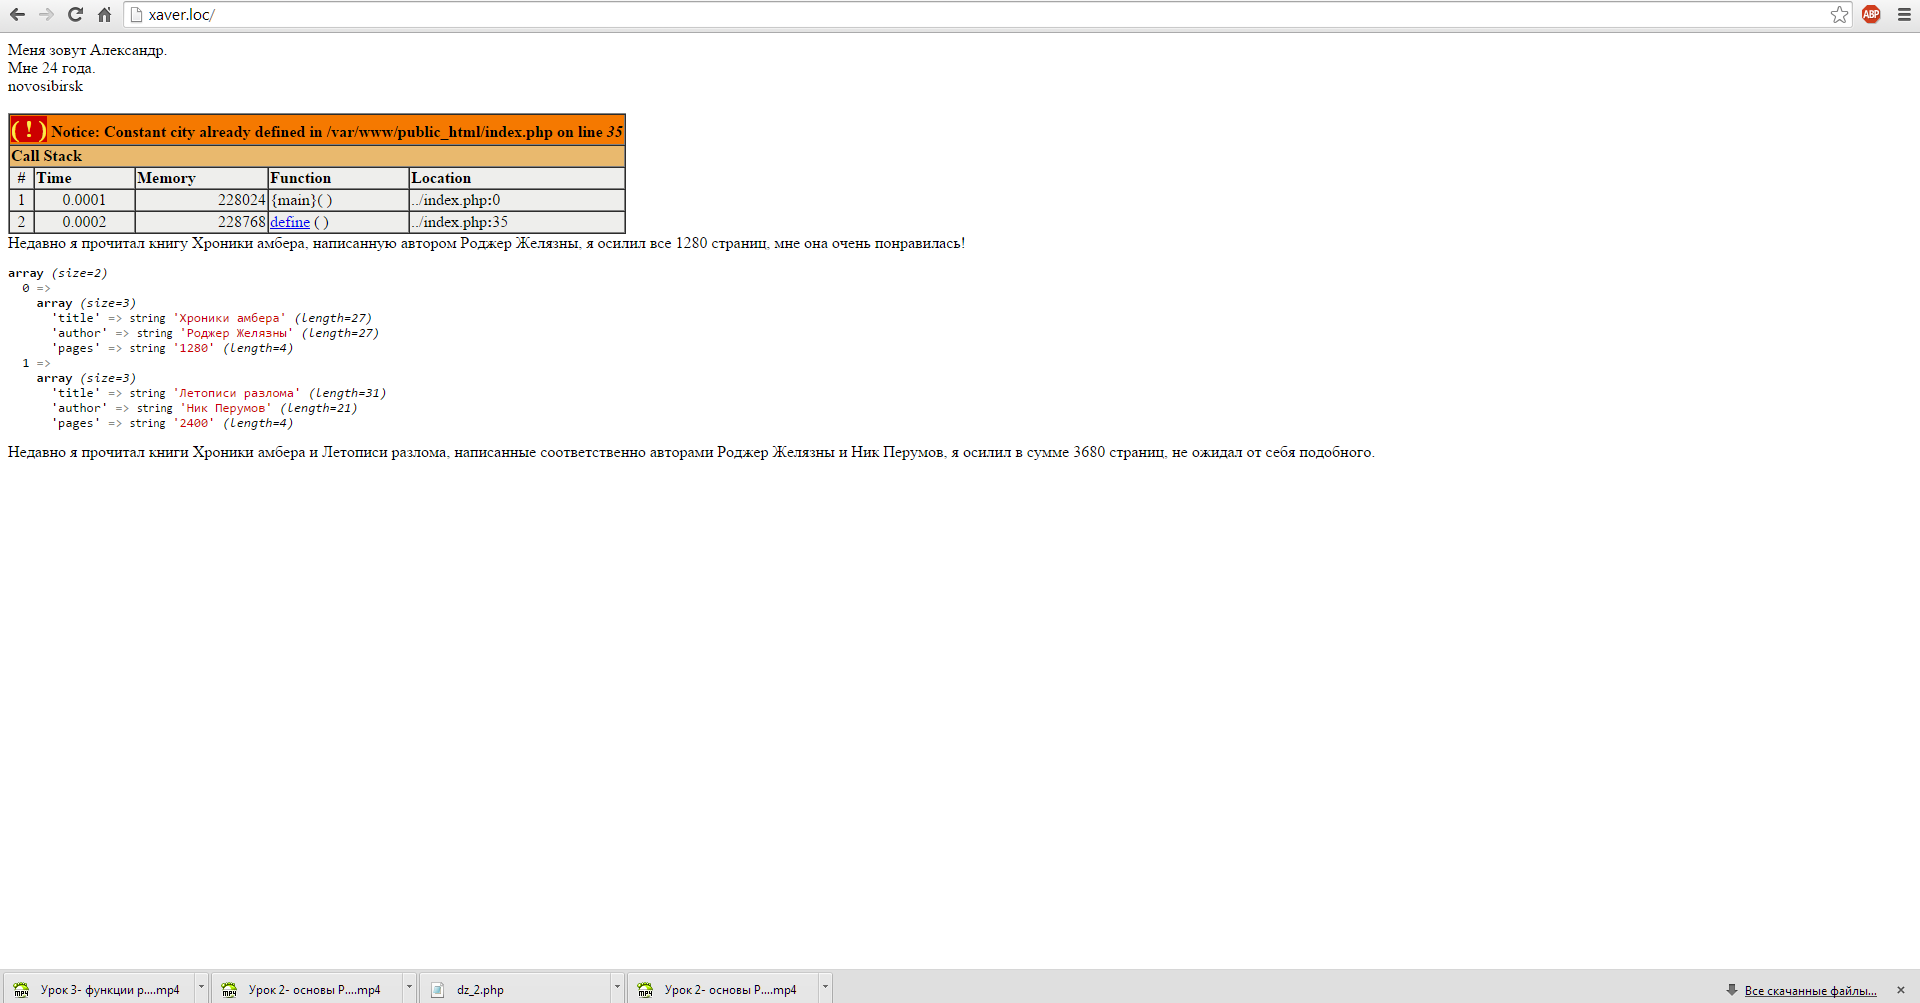 xaver.loc/
ABP
Меня зовут Александр.
Мне 24 года.
novosibirsk
( ! ) Notice: Constant city already defined in /var/www/public_html/index.php on line 35
Call Stack
# Time Memory Function Location
1 0.0001 228024 {main}( ) ../index.php:0
2 0.0002 228768 define ( ) ../index.php:35
Недавно я прочитал книгу Хроники амбера, написанную автором Роджер Желязны, я осилил все 1280 страниц, мне она очень понравилась!
array (size=2)
0 =>
array (size=3)
'title' => string 'Хроники амбера' (length=27)
'author' => string 'Роджер Желязны' (length=27)
'pages' => string '1280' (length=4)
1 =>
array (size=3)
'title' => string 'Летописи разлома' (length=31)
'author' => string 'Ник Перумов' (length=21)
'pages' => string '2400' (length=4)
Недавно я прочитал книги Хроники амбера и Летописи разлома, написанные соответственно авторами Роджер Желязны и Ник Перумов, я осилил в сумме 3680 страниц, не ожидал от себя подобного.
MP4 Урок 3- функции p....mp4 MP4 Урок 2- основы P....mp4 dz_2.php MP4 Урок 2- основы P....mp4 Все скачанные файлы...